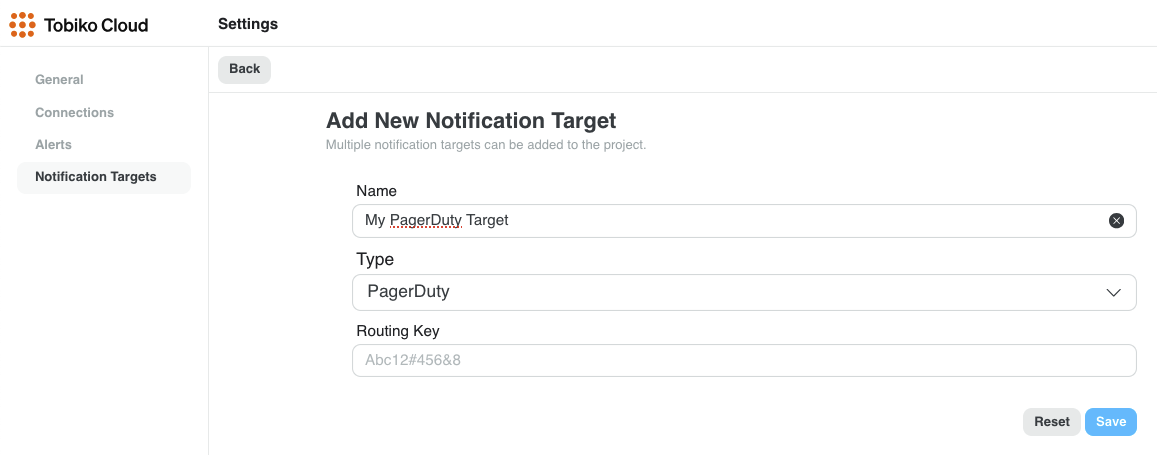 Tobiko Cloud
Settings
General
Connections
Alerts
Notification Targets
Back
Add New Notification Target
Multiple notification targets can be added to the project.
Name
My PagerDuty Target
Type
PagerDuty
Routing Key
Abc12#456&8
Reset
Save